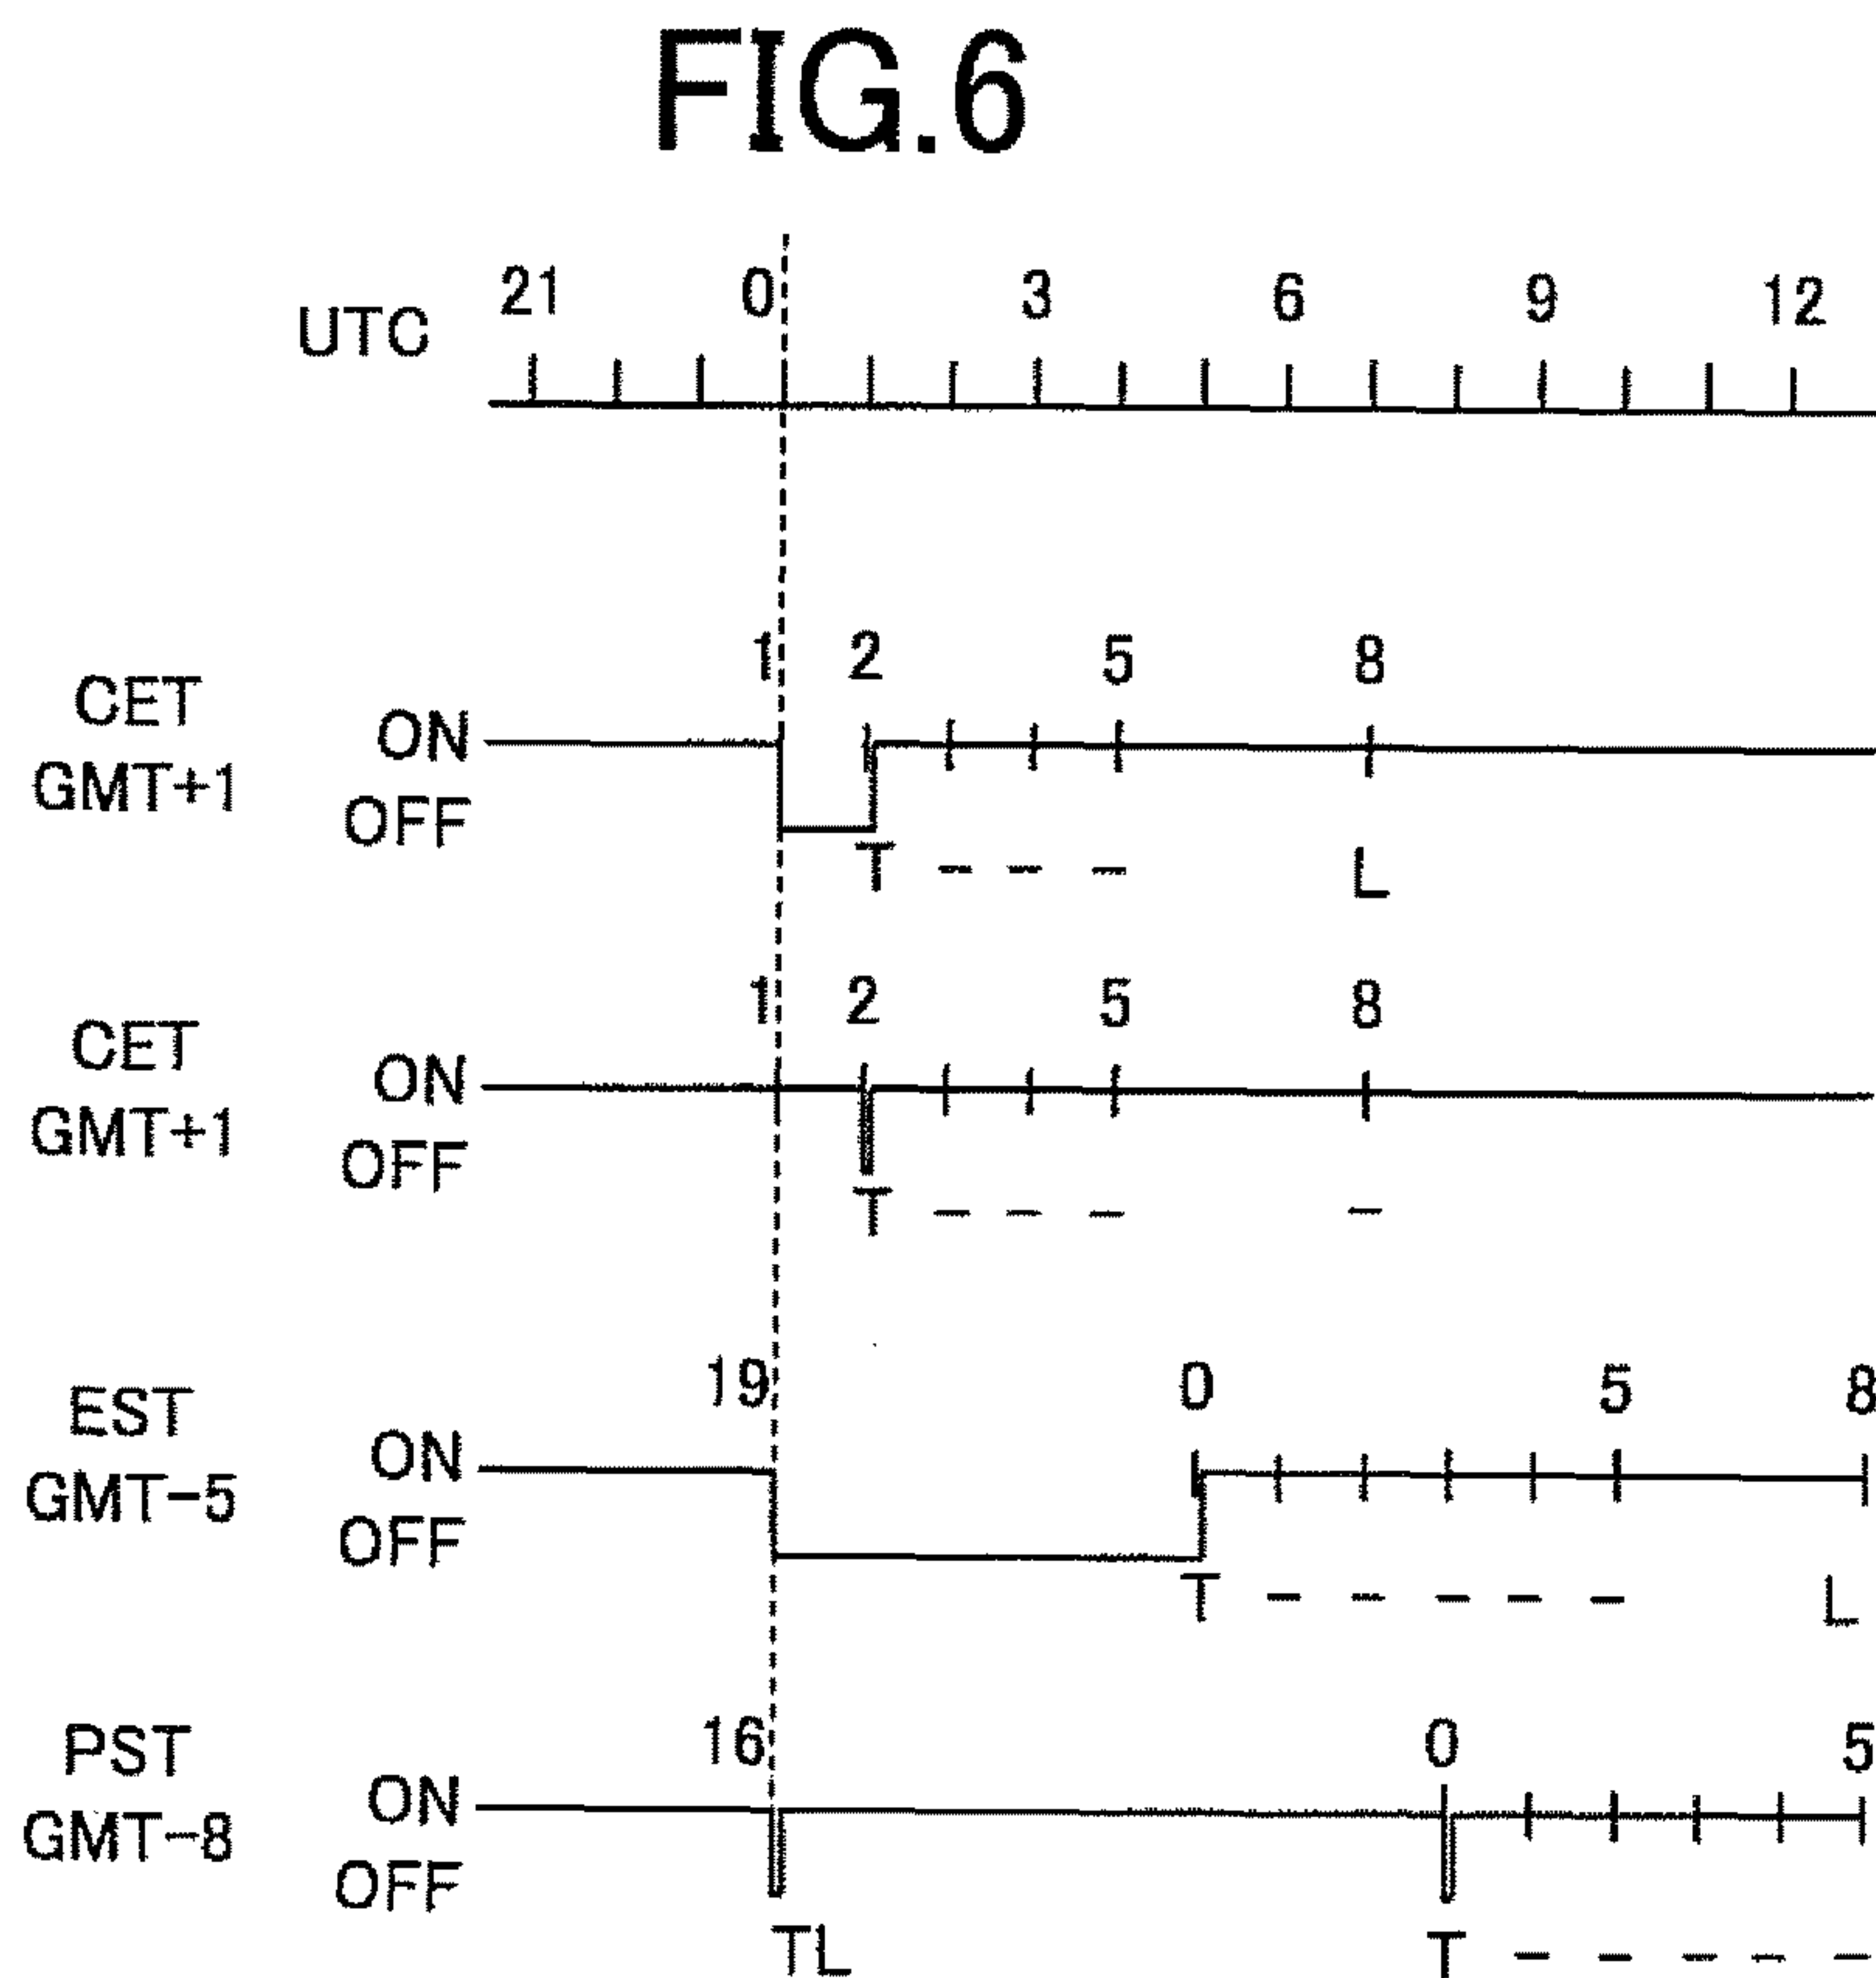 FIG.6
21 0 3 6 9 12
UTC
1 2 5 8
CET
GMT+1
ON
OFF
T - - - L
1 2 5 8
CET
GMT+1
ON
OFF
T - - - -
19 0 5 8
EST
GMT-5
ON
OFF
T - - - - - L
16 0 5
PST
GMT-8
ON
OFF
TL T - - - - -